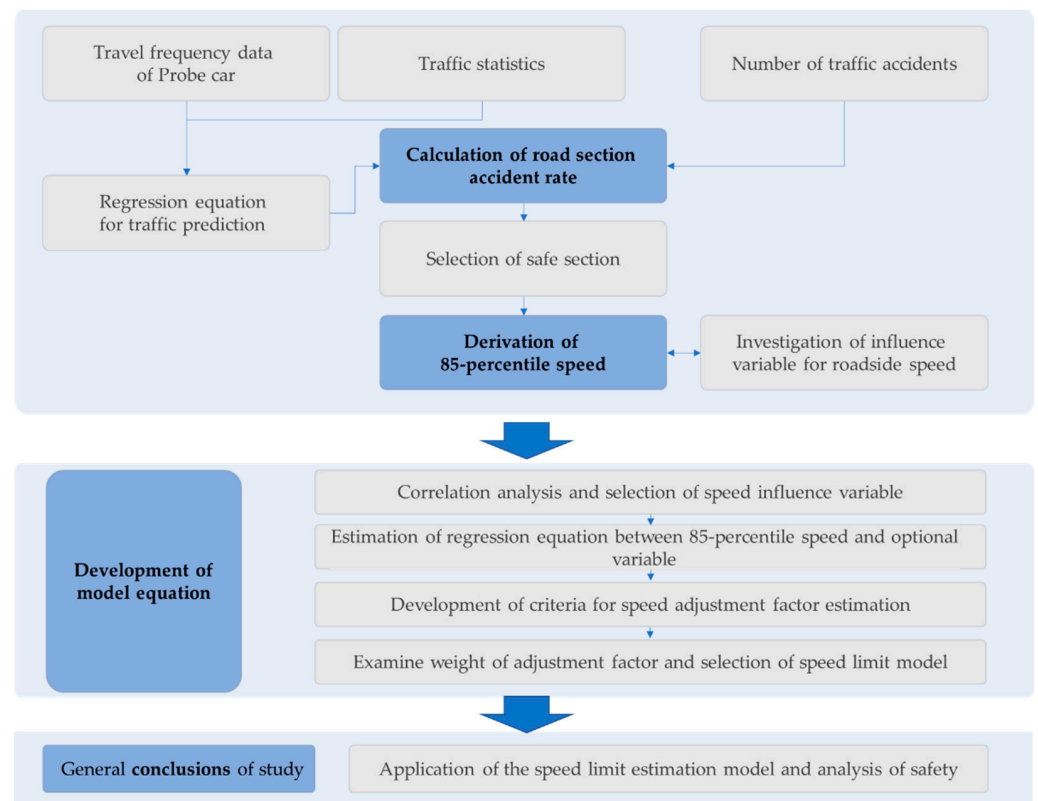 Travel frequency data
of Probe car
Traffic statistics
Number of traffic accidents
Calculation of road section
accident rate
Regression equation
for traffic prediction
Selection of safe section
Derivation of
85-percentile speed
Investigation of influence
variable for roadside speed
Development of
model equation
Correlation analysis and selection of speed influence variable
Estimation of regression equation between 85-percentile speed and optional
variable
Development of criteria for speed adjustment factor estimation
Examine weight of adjustment factor and selection of speed limit model
General conclusions of study
Application of the speed limit estimation model and analysis of safety